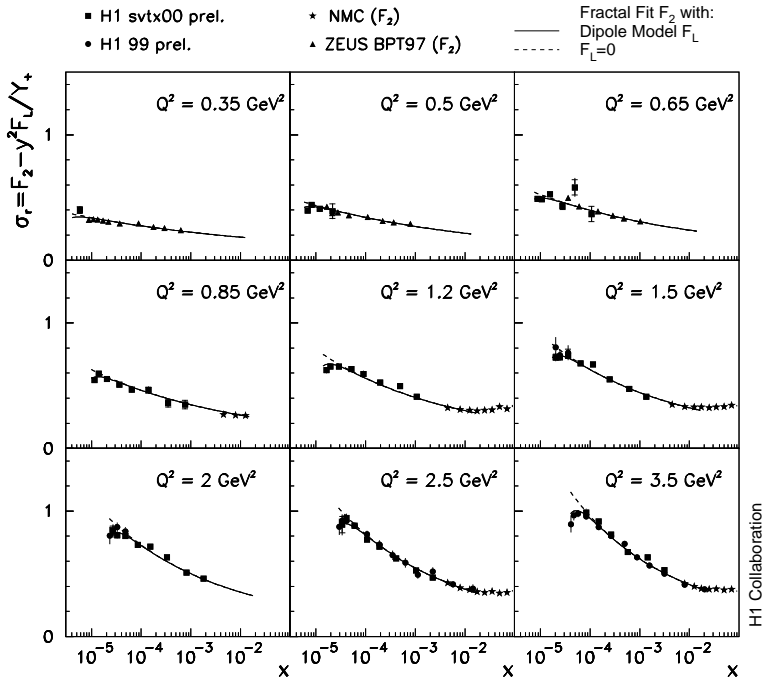 H1 svtx00 prel.
NMC (F₂)
Fractal Fit F₂ with:
H1 99 prel.
ZEUS BPT97 (F₂)
Dipole Model F_L
F_L=0
σᵣ=F₂−y²F_L/Y₊
Q² = 0.35 GeV²
Q² = 0.5 GeV²
Q² = 0.65 GeV²
1
0
Q² = 0.85 GeV²
Q² = 1.2 GeV²
Q² = 1.5 GeV²
1
0
Q² = 2 GeV²
Q² = 2.5 GeV²
Q² = 3.5 GeV²
1
0
10⁻⁵ 10⁻⁴ 10⁻³ 10⁻² 10⁻⁵ 10⁻⁴ 10⁻³ 10⁻² 10⁻⁵ 10⁻⁴ 10⁻³ 10⁻²
x x x
H1 Collaboration